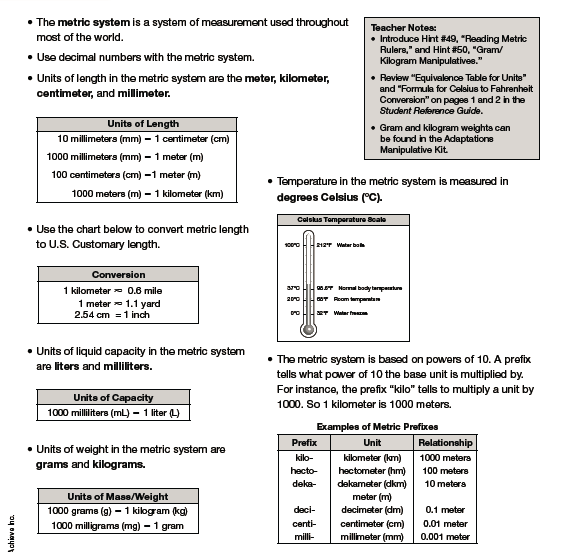 • The metric system is a system of measurement used throughout
most of the world.
• Use decimal numbers with the metric system.
• Units of length in the metric system are the meter, kilometer,
centimeter, and millimeter.
Units of Length
10 millimeters (mm) = 1 centimeter (cm)
1000 millimeters (mm) = 1 meter (m)
100 centimeters (cm) =1 meter (m)
1000 meters (m) = 1 kilometer (km)
• Use the chart below to convert metric length
to U.S. Customary length.
Conversion
1 kilometer ≈ 0.6 mile
1 meter ≈ 1.1 yard
2.54 cm = 1 inch
• Units of liquid capacity in the metric system
are liters and milliliters.
Units of Capacity
1000 milliliters (mL) = 1 liter (L)
• Units of weight in the metric system are
grams and kilograms.
Units of Mass/Weight
1000 grams (g) = 1 kilogram (kg)
1000 milligrams (mg) = 1 gram
Teacher Notes:
• Introduce Hint #49, “Reading Metric
Rulers,” and Hint #50, “Gram/
Kilogram Manipulatives.”
• Review “Equivalence Table for Units”
and “Formula for Celsius to Fahrenheit
Conversion” on pages 1 and 2 in the
Student Reference Guide.
• Gram and kilogram weights can
be found in the Adaptations
Manipulative Kit.
• Temperature in the metric system is measured in
degrees Celsius (°C).
Celsius Temperature Scale
100°C 212°F Water boils
37°C 98.6°F Normal body temperature
20°C 68°F Room temperature
0°C 32°F Water freezes
• The metric system is based on powers of 10. A prefix
tells what power of 10 the base unit is multiplied by.
For instance, the prefix “kilo” tells to multiply a unit by
1000. So 1 kilometer is 1000 meters.
Examples of Metric Prefixes
Prefix Unit Relationship
kilo- kilometer (km) 1000 meters
hecto- hectometer (hm) 100 meters
deka- dekameter (dkm) 10 meters
meter (m)
deci- decimeter (dm) 0.1 meter
centi- centimeter (cm) 0.01 meter
milli- millimeter (mm) 0.001 meter
Achieve Inc.